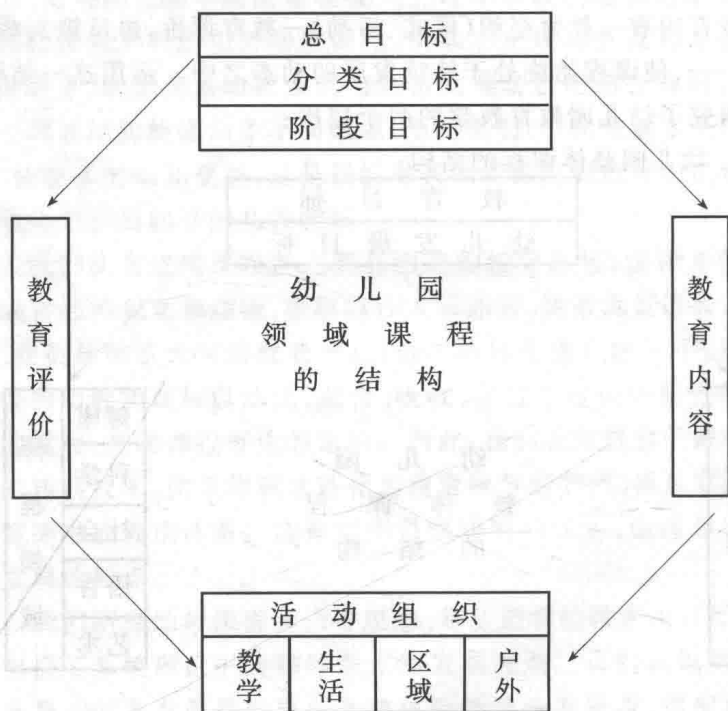 总目标
分类目标
阶段目标
教育评价
幼儿园
领域课程
的结构
教育内容
活动组织
教学
生活
区域
户外